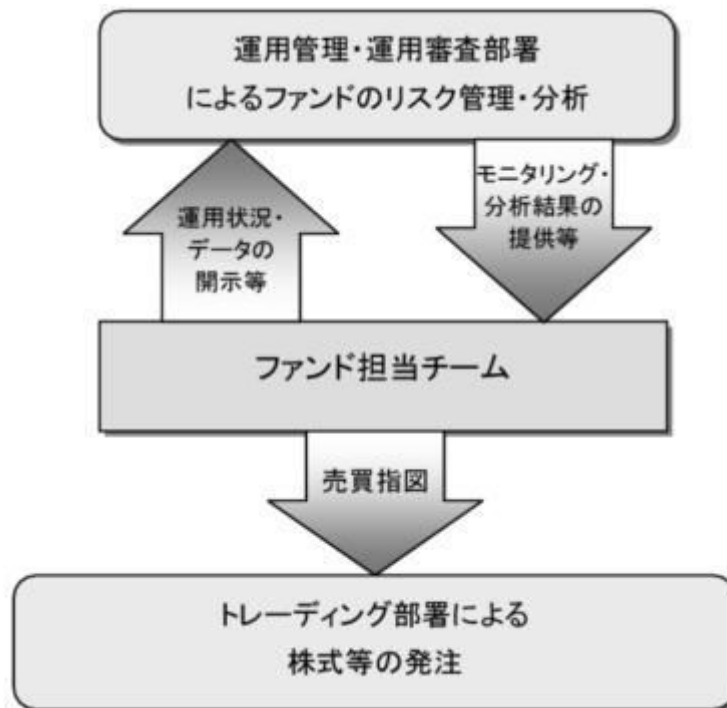 運用管理・運用審査部署
によるファンドのリスク管理・分析
運用状況・
データの
開示等
モニタリング・
分析結果の
提供等
ファンド担当チーム
売買指図
トレーディング部署による
株式等の発注